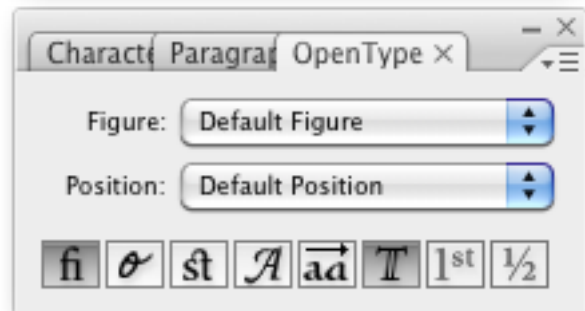 Characte Paragrap OpenType ×
Figure: Default Figure
Position: Default Position
fi o st A aa T 1st ½